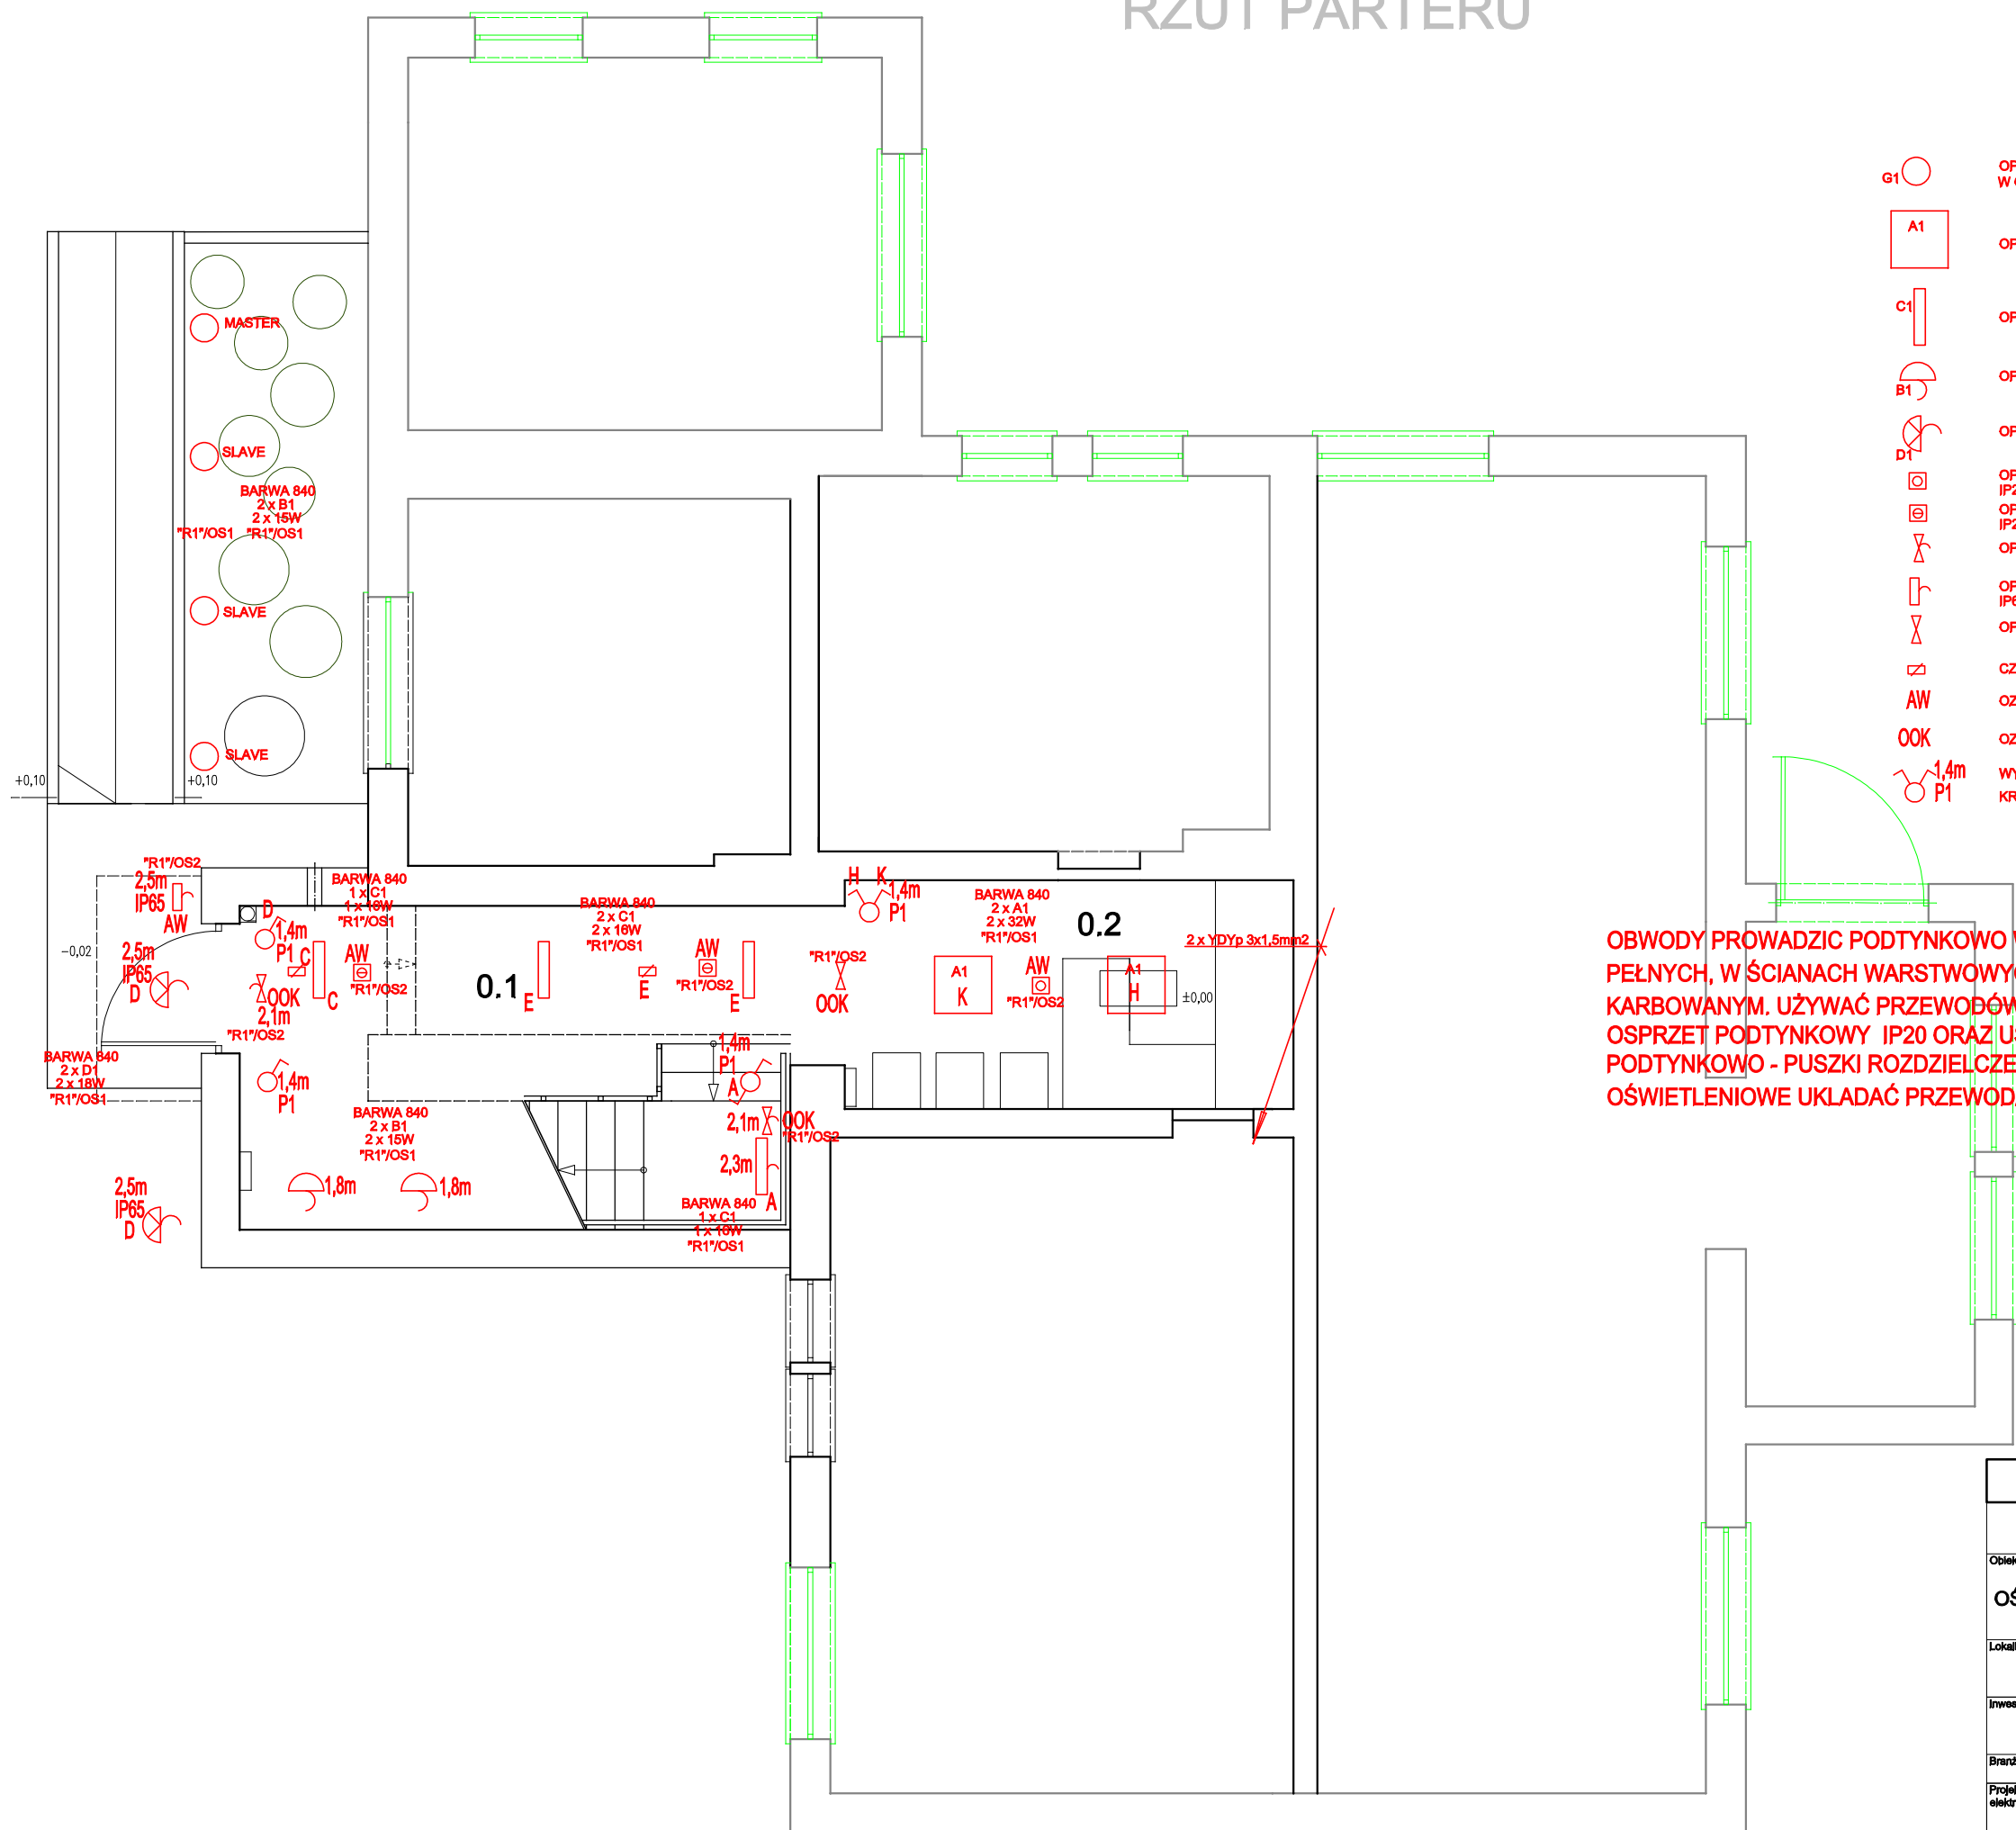 RZUT PARTERU
MASTER
SLAVE
BARWA 840
2 x B1
2 x 15W
"R1"/OS1
"R1"/OS1
SLAVE
SLAVE
+0,10
+0,10
"R1"/OS2
2,5m
IP65
AW
-0,02
2,5m
IP65
D
BARWA 840
2 x D1
2 x 18W
"R1"/OS1
2,5m
IP65
D
D
1,4m
P1
C
C
OOK
2,1m
"R1"/OS2
BARWA 840
1 x C1
1 x 16W
"R1"/OS1
AW
"R1"/OS2
1,4m
P1
BARWA 840
2 x B1
2 x 15W
"R1"/OS1
1,8m
1,8m
0.1
BARWA 840
2 x C1
2 x 16W
"R1"/OS1
E
E
AW
"R1"/OS2
E
1,4m
P1
A
2,1m
OOK
"R1"/OS2
2,3m
A
BARWA 840
1 x C1
1 x 16W
"R1"/OS1
H K
1,4m
P1
"R1"/OS2
OOK
BARWA 840
2 x A1
2 x 32W
"R1"/OS1
0.2
A1
K
AW
"R1"/OS2
A1
H
±0,00
2 x YDYp 3x1,5mm2
G1
A1
C1
B1
D1
AW
OOK
1,4m
P1
OBWODY PROWADZIC PODTYNKOWO
PEŁNYCH, W ŚCIANACH
KARBOWANYM. UŻYWAĆ
OSPRZET PODTYNKOWY IP20 ORAZ
PODTYNKOWO - PUSZKI
OŚWIETLENIOWE UKLADAĆ